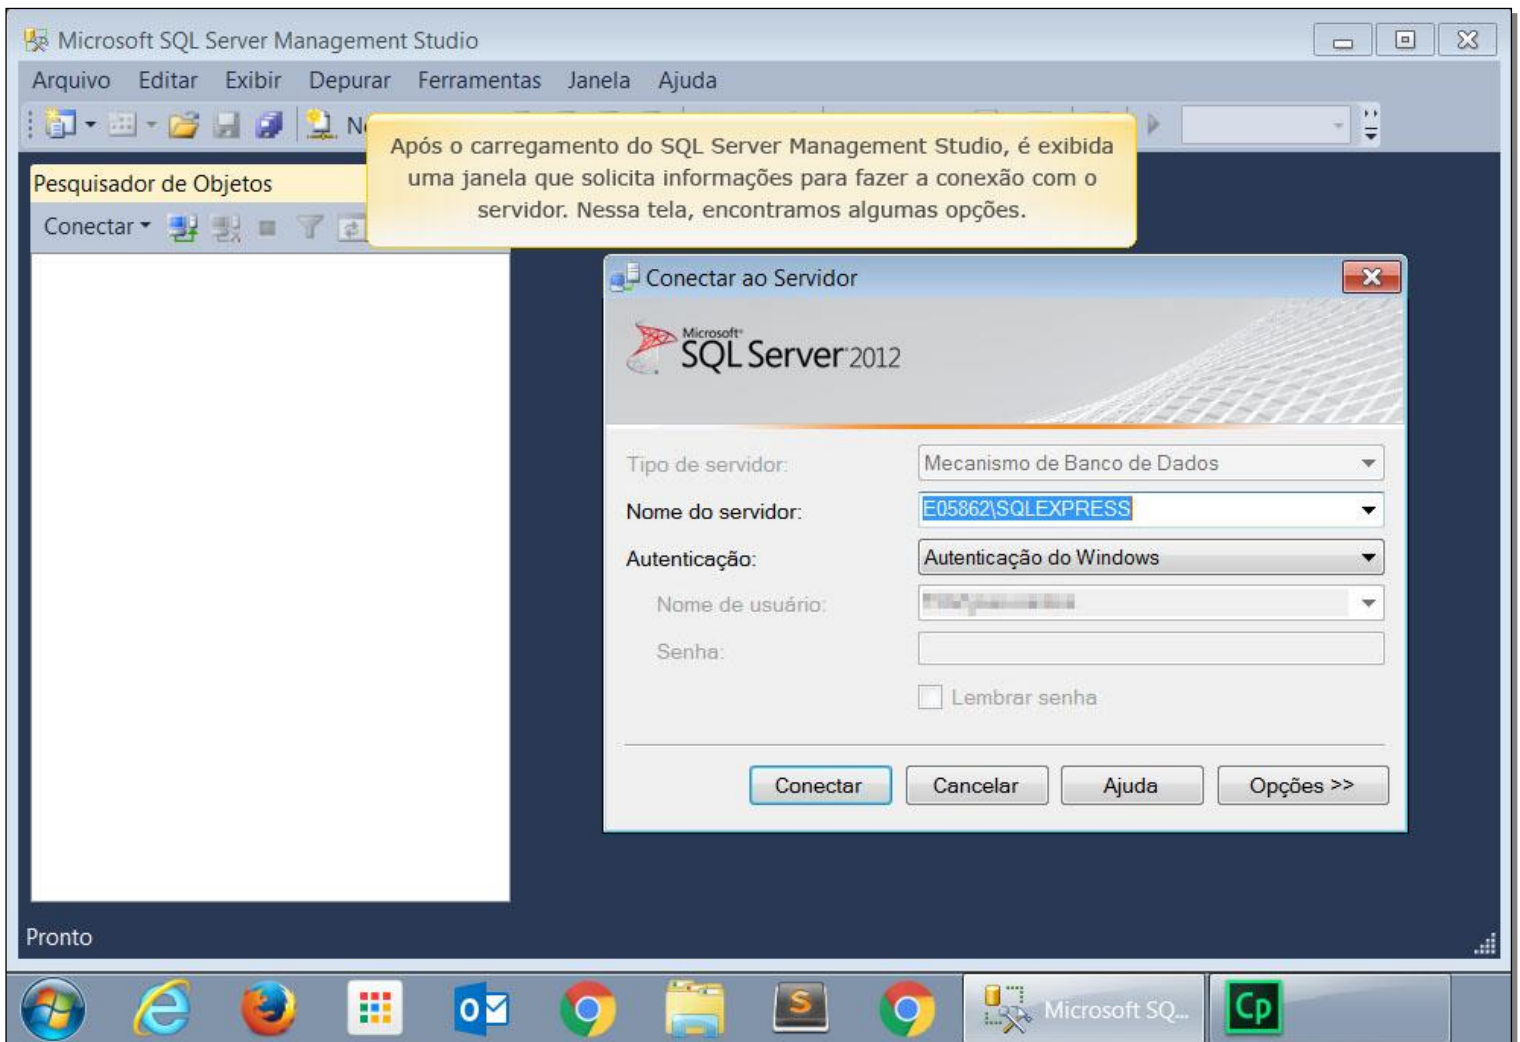 Microsoft SQL Server Management Studio
Arquivo Editar Exibir Depurar Ferramentas Janela Ajuda
Após o carregamento do SQL Server Management Studio, é exibida
uma janela que solicita informações para fazer a conexão com o
servidor. Nessa tela, encontramos algumas opções.
Pesquisador de Objetos
Conectar
Conectar ao Servidor
Microsoft
SQL Server 2012
Tipo de servidor: Mecanismo de Banco de Dados
Nome do servidor: E05862\SQLEXPRESS
Autenticação: Autenticação do Windows
Nome de usuário:
Senha:
Lembrar senha
Conectar Cancelar Ajuda Opções >>
Pronto
Microsoft SQ... Cp